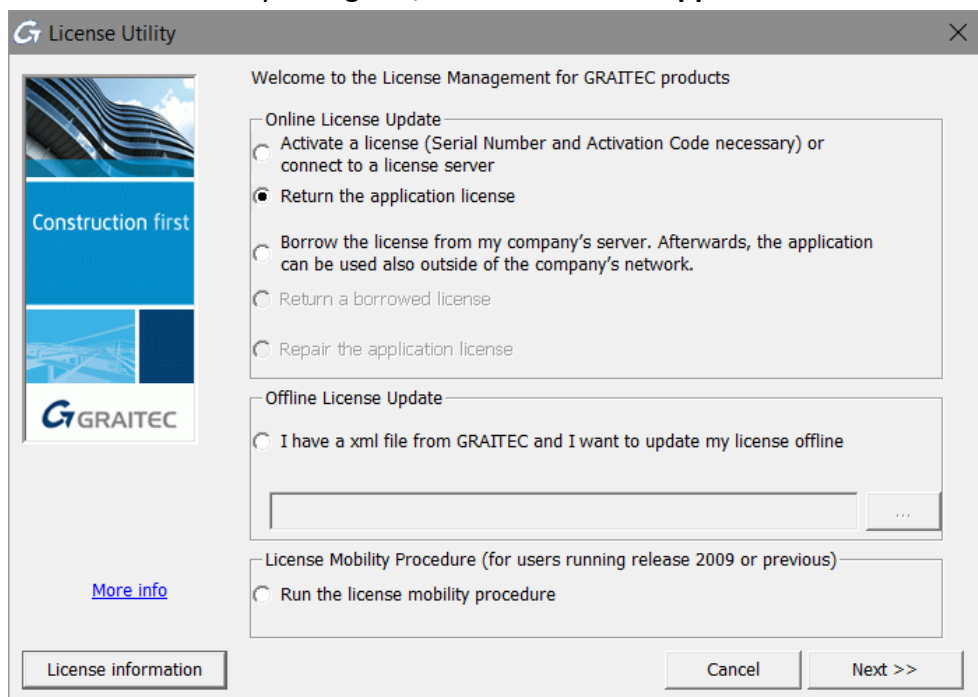 License Utility
Welcome to the License Management for GRAITEC products
Online License Update
Activate a license (Serial Number and Activation Code necessary) or
connect to a license server
Return the application license
Construction first
Borrow the license from my company's server. Afterwards, the application
can be used also outside of the company's network.
Return a borrowed license
Repair the application license
GRAITEC
Offline License Update
I have a xml file from GRAITEC and I want to update my license offline
...
License Mobility Procedure (for users running release 2009 or previous)
More info
Run the license mobility procedure
License information
Cancel
Next >>